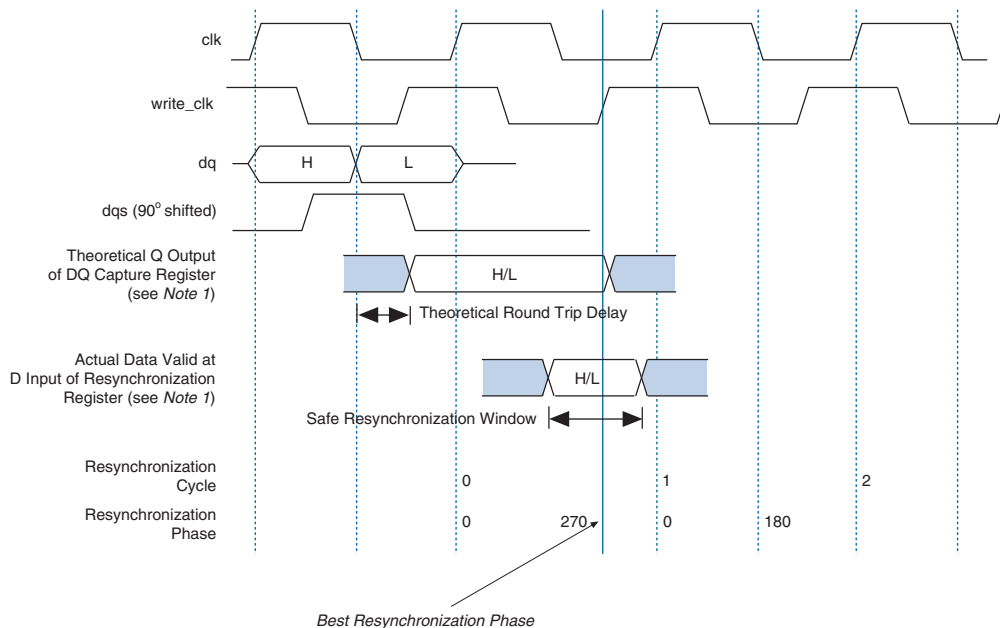 clk
write_clk
dq
H
L
dqs (90° shifted)
Theoretical Q Output
of DQ Capture Register
(see Note 1)
H/L
Theoretical Round Trip Delay
Actual Data Valid at
D Input of Resynchronization
Register (see Note 1)
H/L
Safe Resynchronization Window
Resynchronization
Cycle
0
1
2
Resynchronization
Phase
0
270
0
180
Best Resynchronization Phase